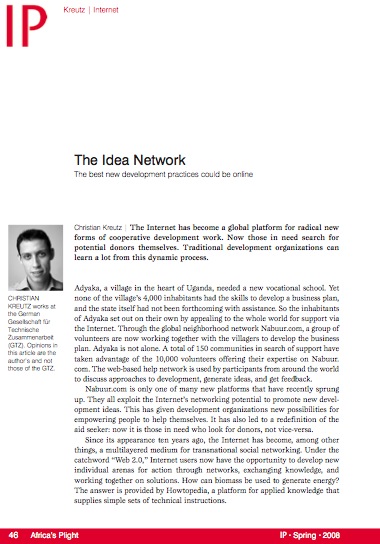 IP
Kreutz | Internet
The Idea Network
The best new development practices could be online
CHRISTIAN
KREUTZ works at
the German
Gesellschaft für
Technische
Zusammenarbeit
(GTZ). Opinions in
this article are the
author's and not
those of the GTZ.
Christian Kreutz | The Internet has become a global platform for radical new
forms of cooperative development work. Now those in need search for
potential donors themselves. Traditional development organizations can
learn a lot from this dynamic process.
Adyaka, a village in the heart of Uganda, needed a new vocational school. Yet
none of the village's 4,000 inhabitants had the skills to develop a business plan,
and the state itself had not been forthcoming with assistance. So the inhabitants
of Adyaka set out on their own by appealing to the whole world for support via
the Internet. Through the global neighborhood network Nabuur.com, a group of
volunteers are now working together with the villagers to develop the business
plan. Adyaka is not alone. A total of 150 communities in search of support have
taken advantage of the 10,000 volunteers offering their expertise on Nabuur.
com. The web-based help network is used by participants from around the world
to discuss approaches to development, generate ideas, and get feedback.
Nabuur.com is only one of many new platforms that have recently sprung
up. They all exploit the Internet's networking potential to promote new devel-
opment ideas. This has given development organizations new possibilities for
empowering people to help themselves. It has also led to a redefinition of the
aid seeker: now it is those in need who look for donors, not vice-versa.
Since its appearance ten years ago, the Internet has become, among other
things, a multilayered medium for transnational social networking. Under the
catchword "Web 2.0," Internet users now have the opportunity to develop new
individual arenas for action through networks, exchanging knowledge, and
working together on solutions. How can biomass be used to generate energy?
The answer is provided by Howtopedia, a platform for applied knowledge that
supplies simple sets of technical instructions.
46 Africa's Plight
IP · Spring · 2008